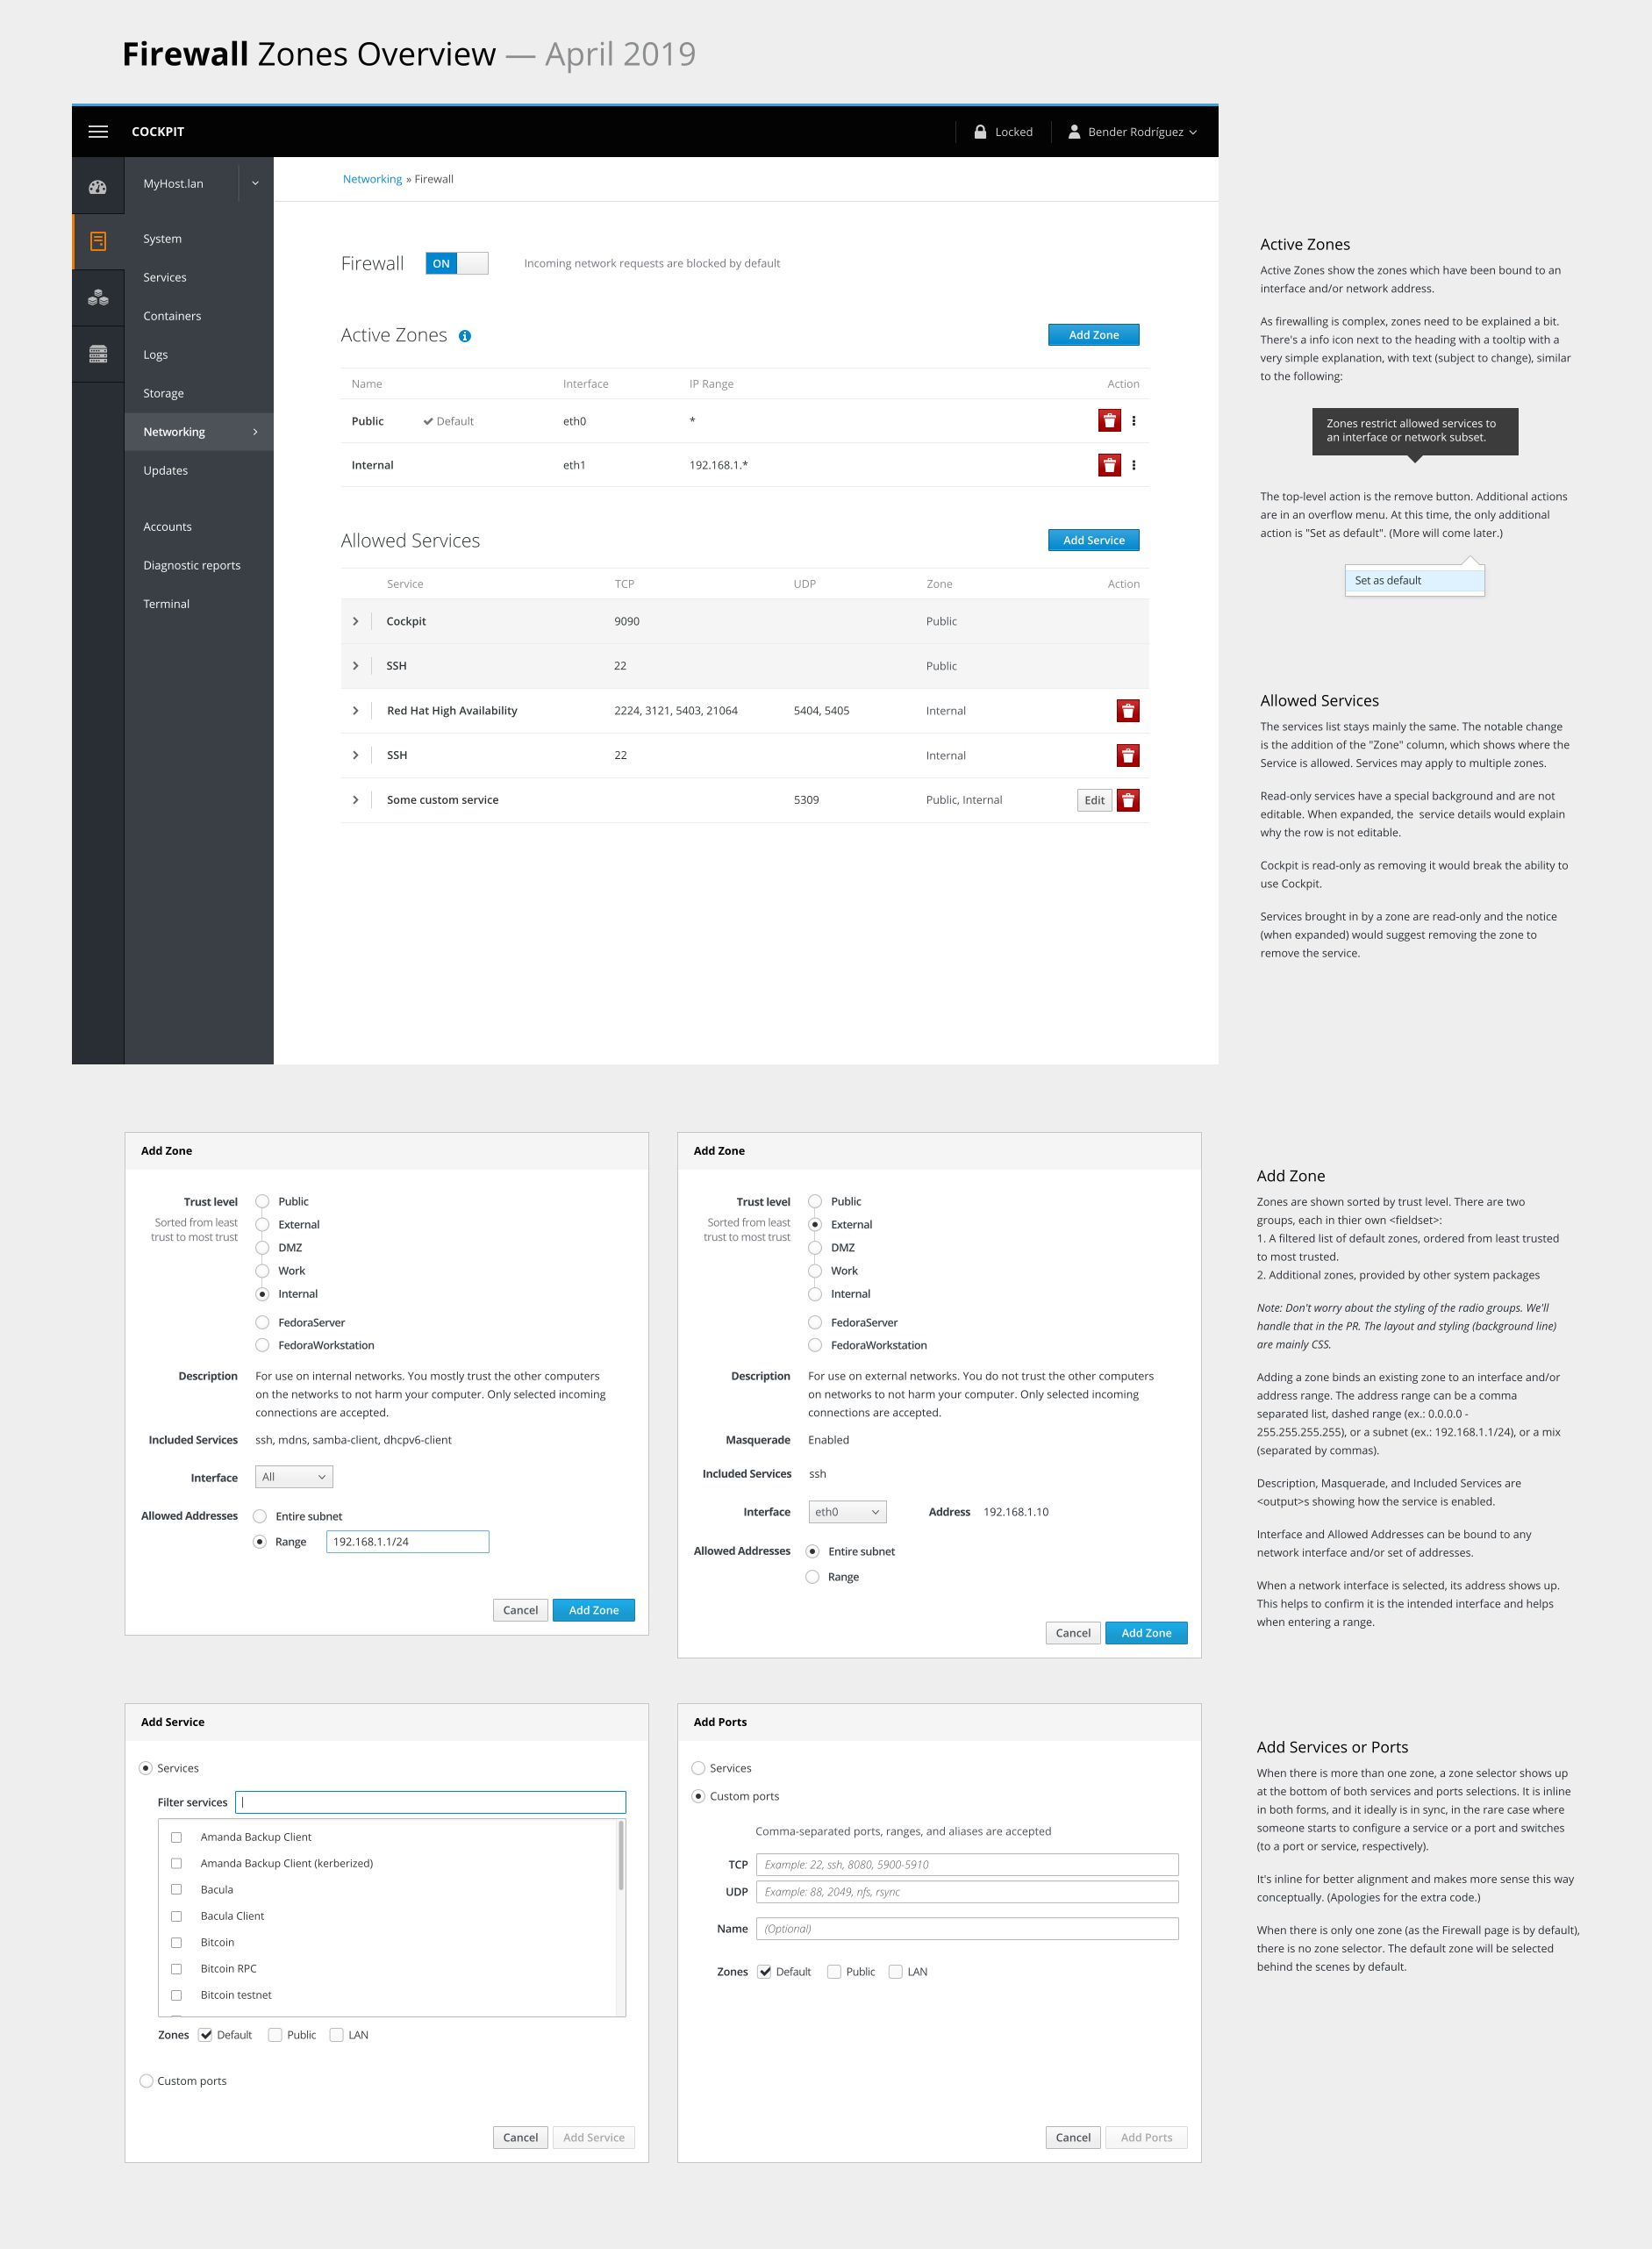 Firewall Zones Overview — April 2019
COCKPIT
Locked
Bender Rodríguez
MyHost.lan
System
Services
Containers
Logs
Storage
Networking
Updates
Accounts
Diagnostic reports
Terminal
Networking » Firewall
Firewall ON Incoming network requests are blocked by default
Active Zones Add Zone
Name Interface IP Range Action
Public Default eth0 *
Internal eth1 192.168.1.*
Allowed Services Add Service
Service TCP UDP Zone Action
Cockpit 9090 Public
SSH 22 Public
Red Hat High Availability 2224, 3121, 5403, 21064 5404, 5405 Internal
SSH 22 Internal
Some custom service 5309 Public, Internal Edit
Active Zones
Active Zones show the zones which have been bound to an
interface and/or network address.
As firewalling is complex, zones need to be explained a bit.
There's a info icon next to the heading with a tooltip with a
very simple explanation, with text (subject to change), similar
to the following:
Zones restrict allowed services to
an interface or network subset.
The top-level action is the remove button. Additional actions
are in an overflow menu. At this time, the only additional
action is "Set as default". (More will come later.)
Set as default
Allowed Services
The services list stays mainly the same. The notable change
is the addition of the "Zone" column, which shows where the
Service is allowed. Services may apply to multiple zones.
Read-only services have a special background and are not
editable. When expanded, the service details would explain
why the row is not editable.
Cockpit is read-only as removing it would break the ability to
use Cockpit.
Services brought in by a zone are read-only and the notice
(when expanded) would suggest removing the zone to
remove the service.
Add Zone
Trust level
Sorted from least
trust to most trust
Public
External
DMZ
Work
Internal
FedoraServer
FedoraWorkstation
Description For use on internal networks. You mostly trust the other computers
on the networks to not harm your computer. Only selected incoming
connections are accepted.
Included Services ssh, mdns, samba-client, dhcpv6-client
Interface All
Allowed Addresses Entire subnet
Range 192.168.1.1/24
Cancel Add Zone
Add Zone
Trust level
Sorted from least
trust to most trust
Public
External
DMZ
Work
Internal
FedoraServer
FedoraWorkstation
Description For use on external networks. You do not trust the other computers
on networks to not harm your computer. Only selected incoming
connections are accepted.
Masquerade Enabled
Included Services ssh
Interface eth0 Address 192.168.1.10
Allowed Addresses Entire subnet
Range
Cancel Add Zone
Add Zone
Zones are shown sorted by trust level. There are two
groups, each in thier own <fieldset>:
1. A filtered list of default zones, ordered from least trusted
to most trusted.
2. Additional zones, provided by other system packages
Note: Don't worry about the styling of the radio groups. We'll
handle that in the PR. The layout and styling (background line)
are mainly CSS.
Adding a zone binds an existing zone to an interface and/or
address range. The address range can be a comma
separated list, dashed range (ex.: 0.0.0.0 -
255.255.255.255), or a subnet (ex.: 192.168.1.1/24), or a mix
(separated by commas).
Description, Masquerade, and Included Services are
<output>s showing how the service is enabled.
Interface and Allowed Addresses can be bound to any
network interface and/or set of addresses.
When a network interface is selected, its address shows up.
This helps to confirm it is the intended interface and helps
when entering a range.
Add Service
Services
Filter services
Amanda Backup Client
Amanda Backup Client (kerberized)
Bacula
Bacula Client
Bitcoin
Bitcoin RPC
Bitcoin testnet
Zones Default Public LAN
Custom ports
Cancel Add Service
Add Ports
Services
Custom ports
Comma-separated ports, ranges, and aliases are accepted
TCP Example: 22, ssh, 8080, 5900-5910
UDP Example: 88, 2049, nfs, rsync
Name (Optional)
Zones Default Public LAN
Cancel Add Ports
Add Services or Ports
When there is more than one zone, a zone selector shows up
at the bottom of both services and ports selections. It is inline
in both forms, and it ideally is in sync, in the rare case where
someone starts to configure a service or a port and switches
(to a port or service, respectively).
It's inline for better alignment and makes more sense this way
conceptually. (Apologies for the extra code.)
When there is only one zone (as the Firewall page is by default),
there is no zone selector. The default zone will be selected
behind the scenes by default.